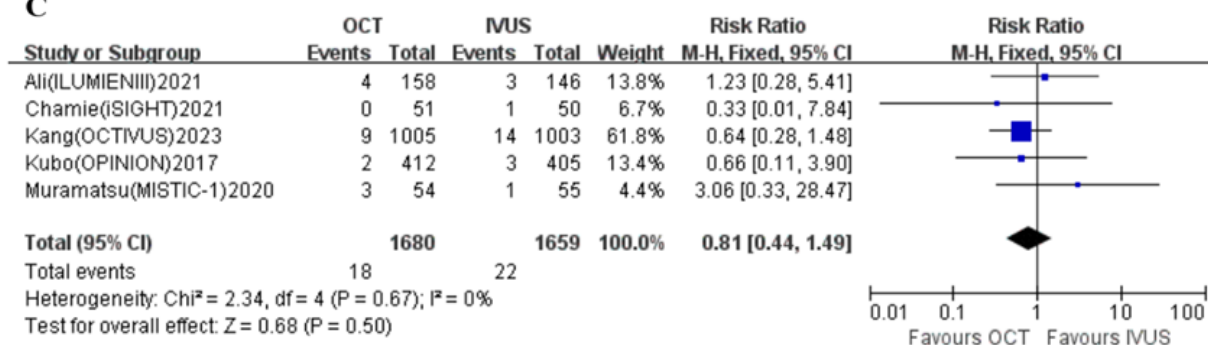 C
OCT IVUS Risk Ratio Risk Ratio
Study or Subgroup Events Total Events Total Weight M-H, Fixed, 95% CI M-H, Fixed, 95% CI
Ali(ILUMIENIII)2021 4 158 3 146 13.8% 1.23 [0.28, 5.41]
Chamie(iSIGHT)2021 0 51 1 50 6.7% 0.33 [0.01, 7.84]
Kang(OCTIVUS)2023 9 1005 14 1003 61.8% 0.64 [0.28, 1.48]
Kubo(OPINION)2017 2 412 3 405 13.4% 0.66 [0.11, 3.90]
Muramatsu(MISTIC-1)2020 3 54 1 55 4.4% 3.06 [0.33, 28.47]
Total (95% CI) 1680 1659 100.0% 0.81 [0.44, 1.49]
Total events 18 22
Heterogeneity: Chi² = 2.34, df = 4 (P = 0.67); I² = 0%
Test for overall effect: Z = 0.68 (P = 0.50)
0.01 0.1 1 10 100
Favours OCT Favours IVUS